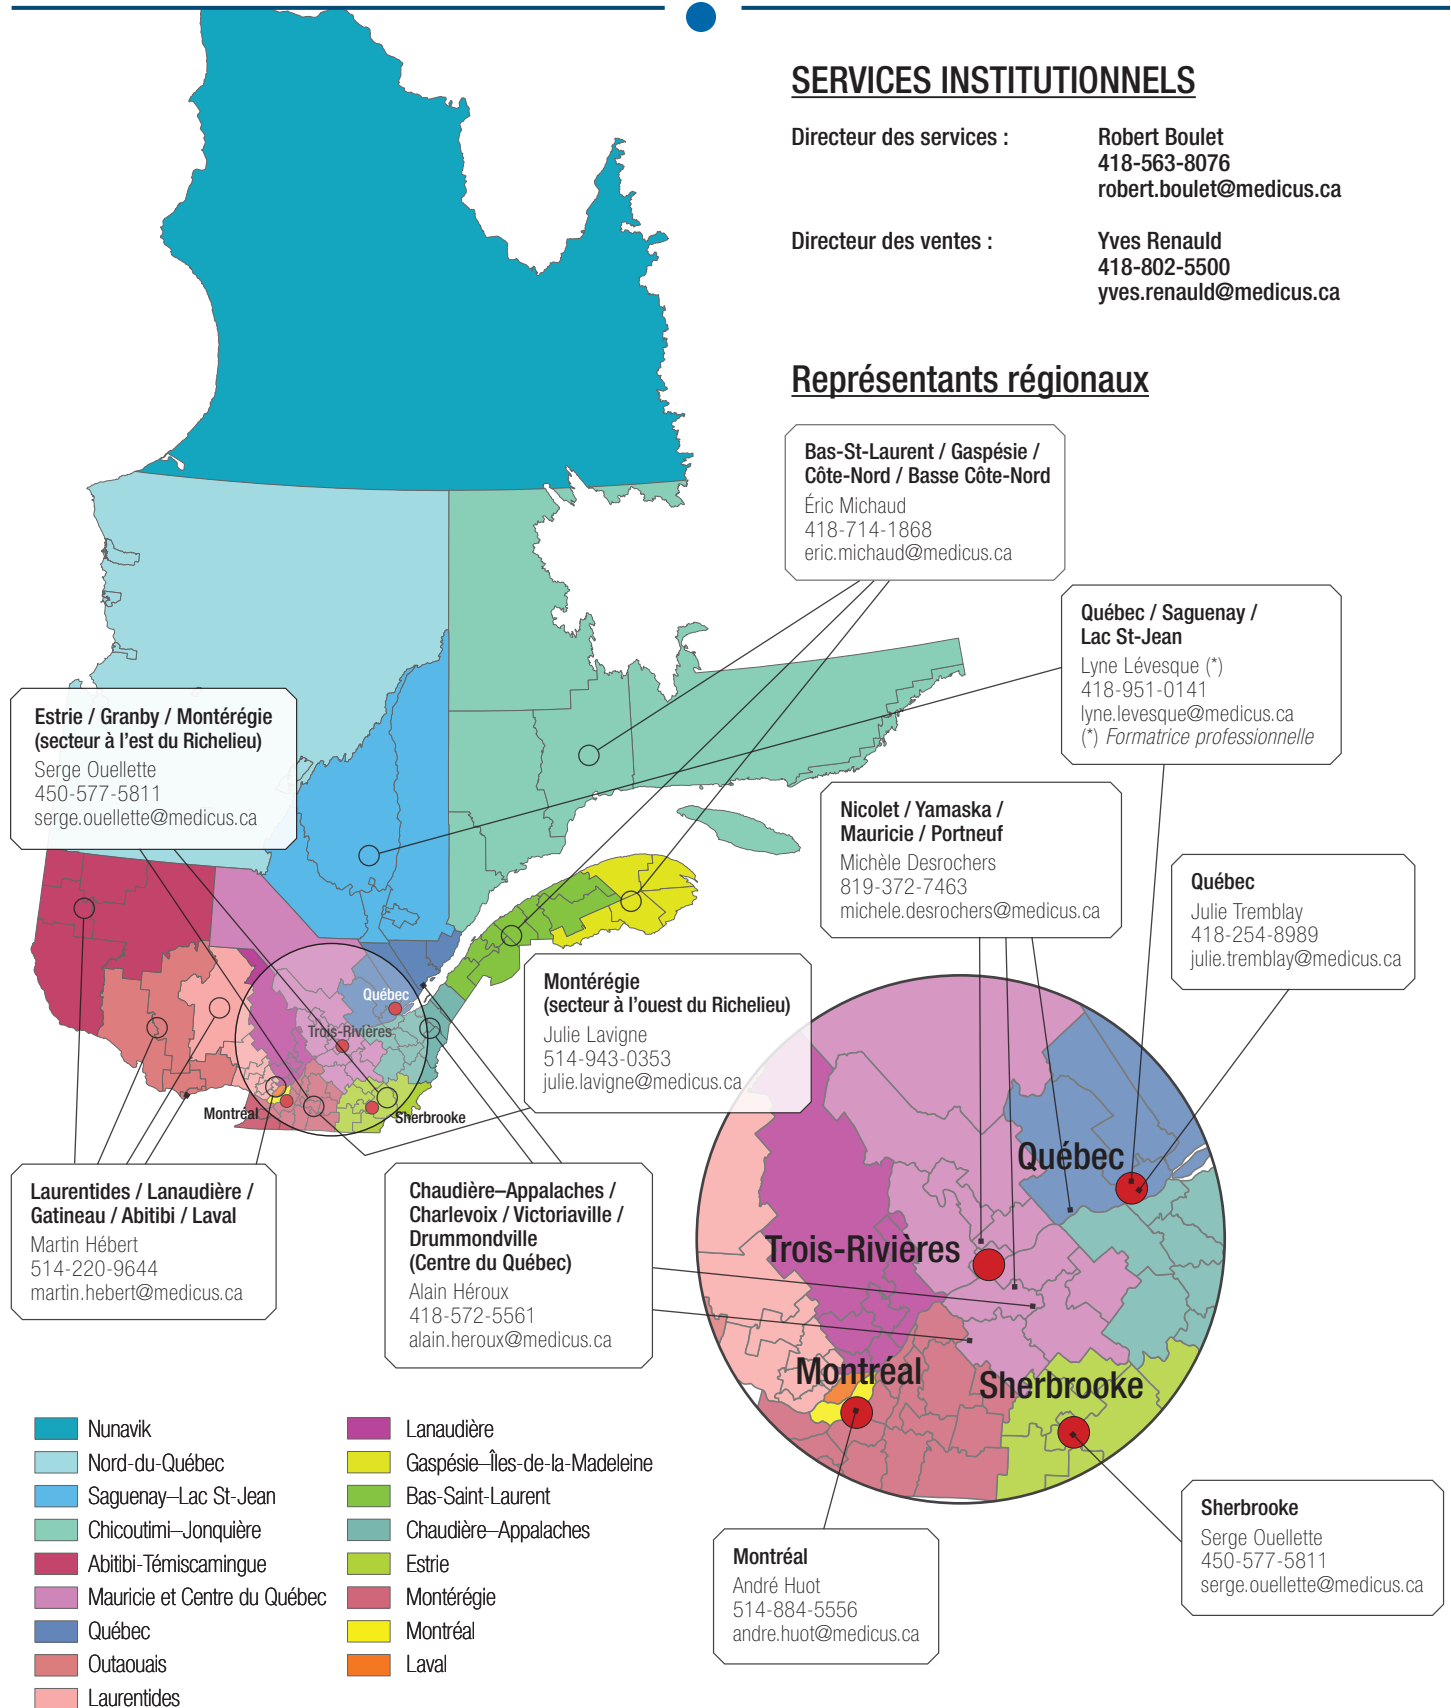 SERVICES INSTITUTIONNELS
Directeur des services :
Robert Boulet
418-563-8076
robert.boulet@medicus.ca
Directeur des ventes :
Yves Renauld
418-802-5500
yves.renauld@medicus.ca
Représentants régionaux
Bas-St-Laurent / Gaspésie /
Côte-Nord / Basse Côte-Nord
Éric Michaud
418-714-1868
eric.michaud@medicus.ca
Québec / Saguenay /
Lac St-Jean
Lyne Lévesque (*)
418-951-0141
lyne.levesque@medicus.ca
(*) Formatrice professionnelle
Estrie / Granby / Montérégie
(secteur à l'est du Richelieu)
Serge Ouellette
450-577-5811
serge.ouellette@medicus.ca
Nicolet / Yamaska /
Mauricie / Portneuf
Michèle Desrochers
819-372-7463
michele.desrochers@medicus.ca
Québec
Julie Tremblay
418-254-8989
julie.tremblay@medicus.ca
Montérégie
(secteur à l'ouest du Richelieu)
Julie Lavigne
514-943-0353
julie.lavigne@medicus.ca
Québec
Trois-Rivières
Montréal
Sherbrooke
Laurentides / Lanaudière /
Gatineau / Abitibi / Laval
Martin Hébert
514-220-9644
martin.hebert@medicus.ca
Chaudière–Appalaches /
Charlevoix / Victoriaville /
Drummondville
(Centre du Québec)
Alain Héroux
418-572-5561
alain.heroux@medicus.ca
Québec
Trois-Rivières
Montréal
Sherbrooke
Sherbrooke
Serge Ouellette
450-577-5811
serge.ouellette@medicus.ca
Montréal
André Huot
514-884-5556
andre.huot@medicus.ca
Nunavik
Nord-du-Québec
Saguenay–Lac St-Jean
Chicoutimi–Jonquière
Abitibi-Témiscamingue
Mauricie et Centre du Québec
Québec
Outaouais
Laurentides
Lanaudière
Gaspésie–Îles-de-la-Madeleine
Bas-Saint-Laurent
Chaudière–Appalaches
Estrie
Montérégie
Montréal
Laval